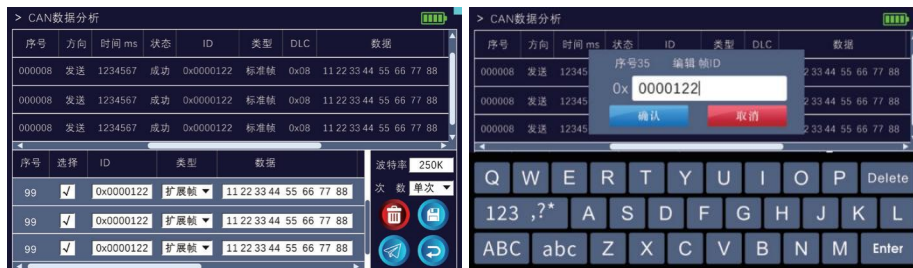 > CAN数据分析
序号 方向 时间 ms 状态 ID 类型 DLC 数据
000008 发送 1234567 成功 0x0000122 标准帧 0x08 11 22 33 44 55 66 77 88
000008 发送 1234567 成功 0x0000122 标准帧 0x08 11 22 33 44 55 66 77 88
000008 发送 1234567 成功 0x0000122 标准帧 0x08 11 22 33 44 55 66 77 88
序号 选择 ID 类型 数据
波特率 250K
99 √ 0x0000122 扩展帧 ▼ 11 22 33 44 55 66 77 88
次 数 单次 ▼
99 √ 0x0000122 扩展帧 ▼ 11 22 33 44 55 66 77 88
99 √ 0x0000122 扩展帧 ▼ 11 22 33 44 55 66 77 88
> CAN数据分析
序号 方向 时间 ms 状态 ID 类型 DLC 数据
序号35 编辑 帧ID
000008 发送 12345 2 33 44 55 66 77 88
0x 0000122
000008 发送 12345 2 33 44 55 66 77 88
确认 取消
000008 发送 12345 2 33 44 55 66 77 88
Q W E R T Y U I O P Delete
123 ,?* A S D F G H J K L
ABC abc Z X C V B N M Enter